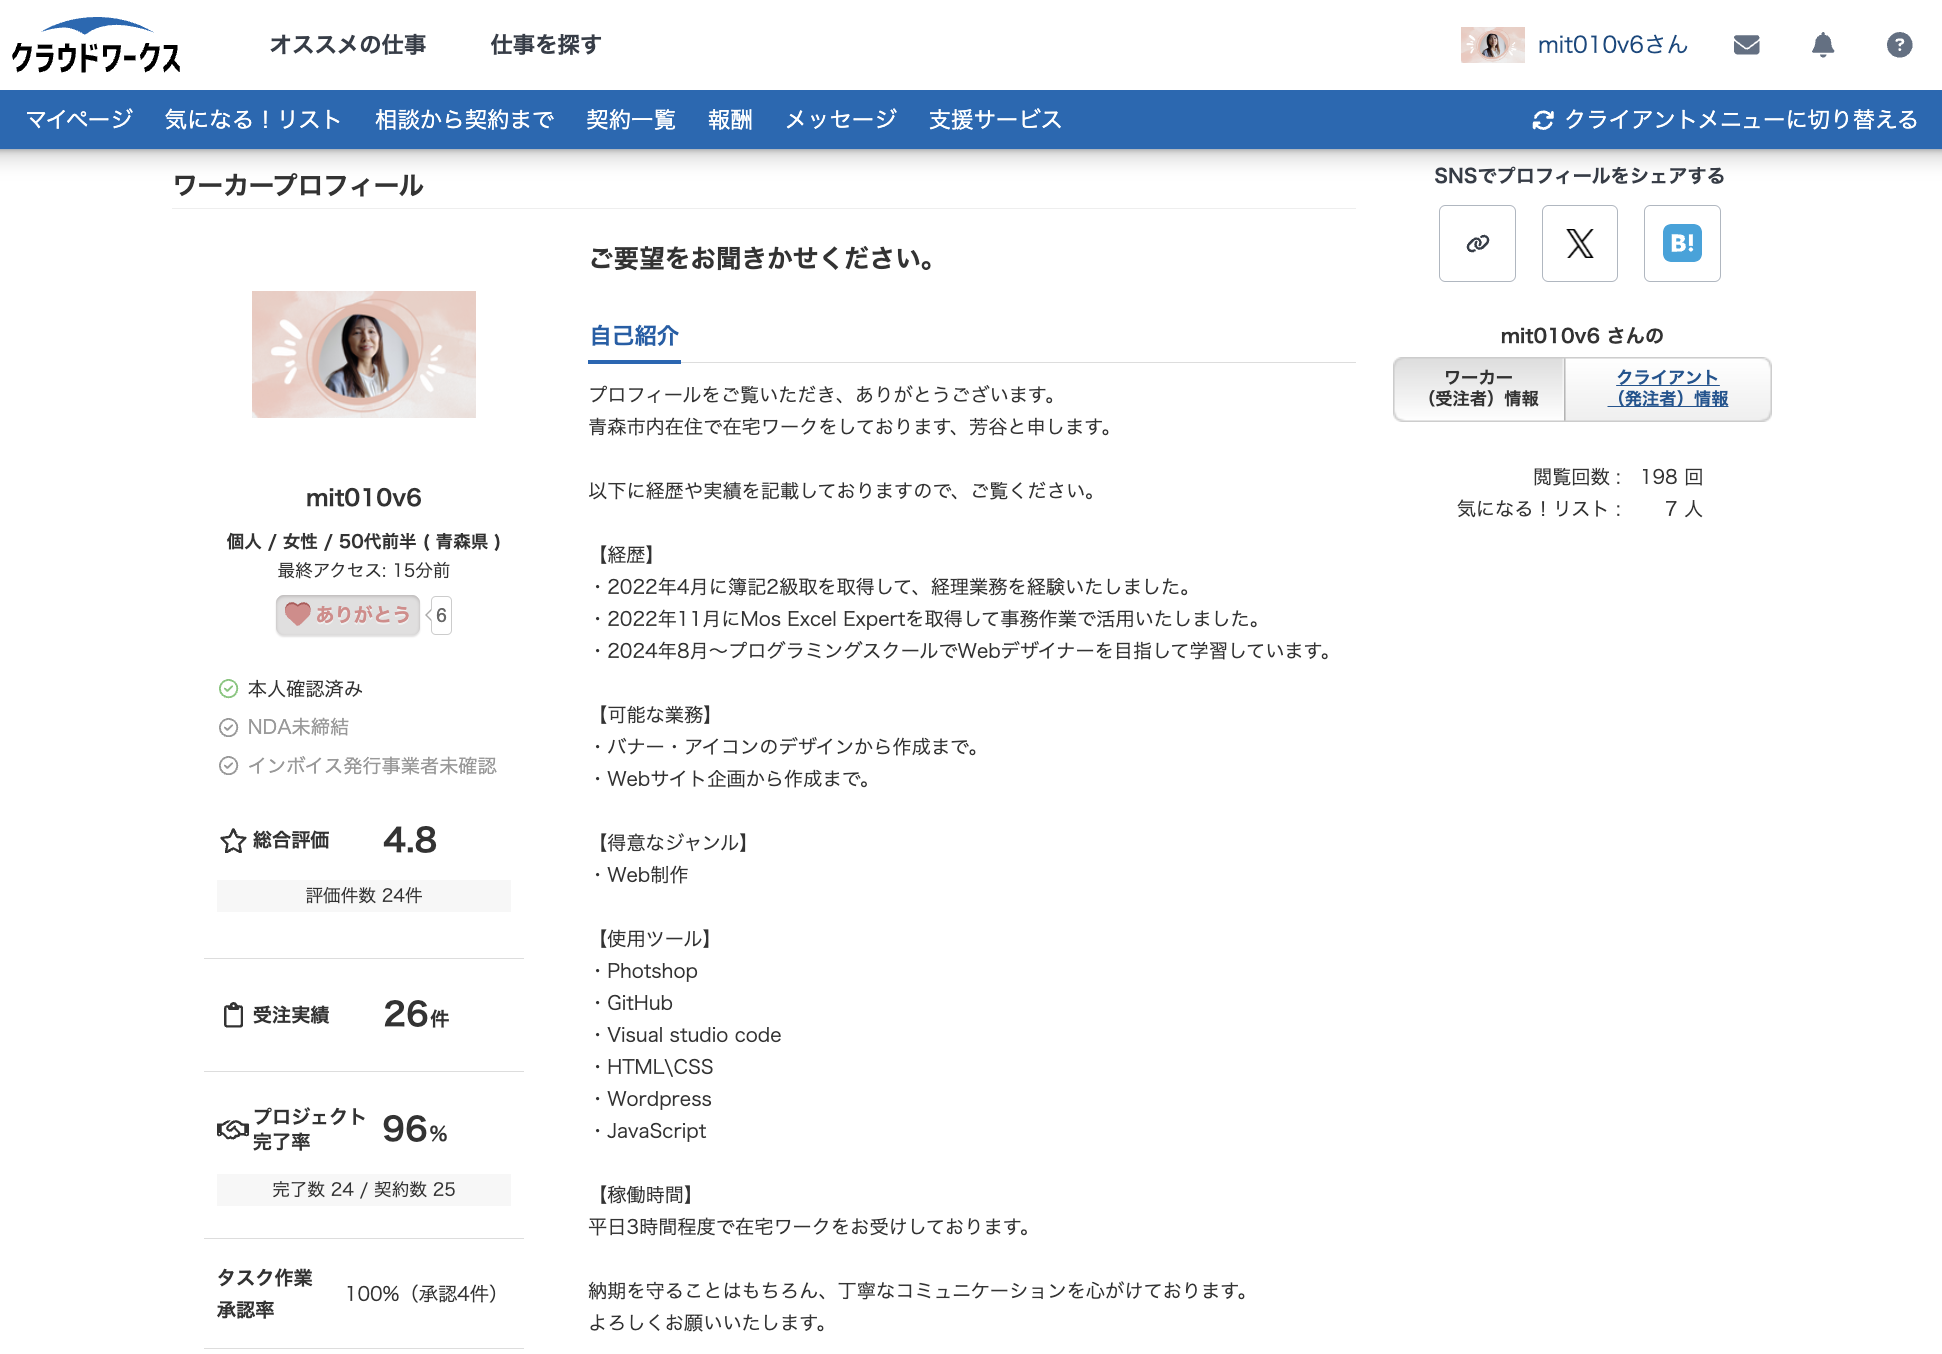 クラウドワークス
オススメの仕事
仕事を探す
mit010v6さん
マイページ
気になる！リスト
相談から契約まで
契約一覧
報酬
メッセージ
支援サービス
クライアントメニューに切り替える
ワーカープロフィール
mit010v6
個人 / 女性 / 50代前半 ( 青森県 )
最終アクセス: 15分前
ありがとう
6
本人確認済み
NDA未締結
インボイス発行事業者未確認
総合評価
4.8
評価件数 24件
受注実績
26件
プロジェクト
完了率
96%
完了数 24 / 契約数 25
タスク作業
承認率
100%（承認4件）
ご要望をお聞きかせください。
自己紹介
プロフィールをご覧いただき、ありがとうございます。
青森市内在住で在宅ワークをしております、芳谷と申します。
以下に経歴や実績を記載しておりますので、ご覧ください。
【経歴】
・2022年4月に簿記2級取を取得して、経理業務を経験いたしました。
・2022年11月にMos Excel Expertを取得して事務作業で活用いたしました。
・2024年8月〜プログラミングスクールでWebデザイナーを目指して学習しています。
【可能な業務】
・バナー・アイコンのデザインから作成まで。
・Webサイト企画から作成まで。
【得意なジャンル】
・Web制作
【使用ツール】
・Photshop
・GitHub
・Visual studio code
・HTML\CSS
・Wordpress
・JavaScript
【稼働時間】
平日3時間程度で在宅ワークをお受けしております。
納期を守ることはもちろん、丁寧なコミュニケーションを心がけております。
よろしくお願いいたします。
SNSでプロフィールをシェアする
B!
mit010v6 さんの
ワーカー
（受注者）情報
クライアント
（発注者）情報
閲覧回数： 198 回
気になる！リスト： 7 人